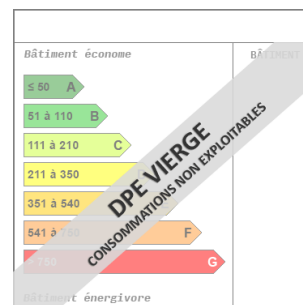 Bâtiment économe
BÂTIMENT
≤ 50 A
51 à 110 B
111 à 210 C
211 à 350
351 à 540
541 à 750 F
> 750 G
DPE VIERGE
CONSOMMATIONS NON EXPLOITABLES
Bâtiment énergivore